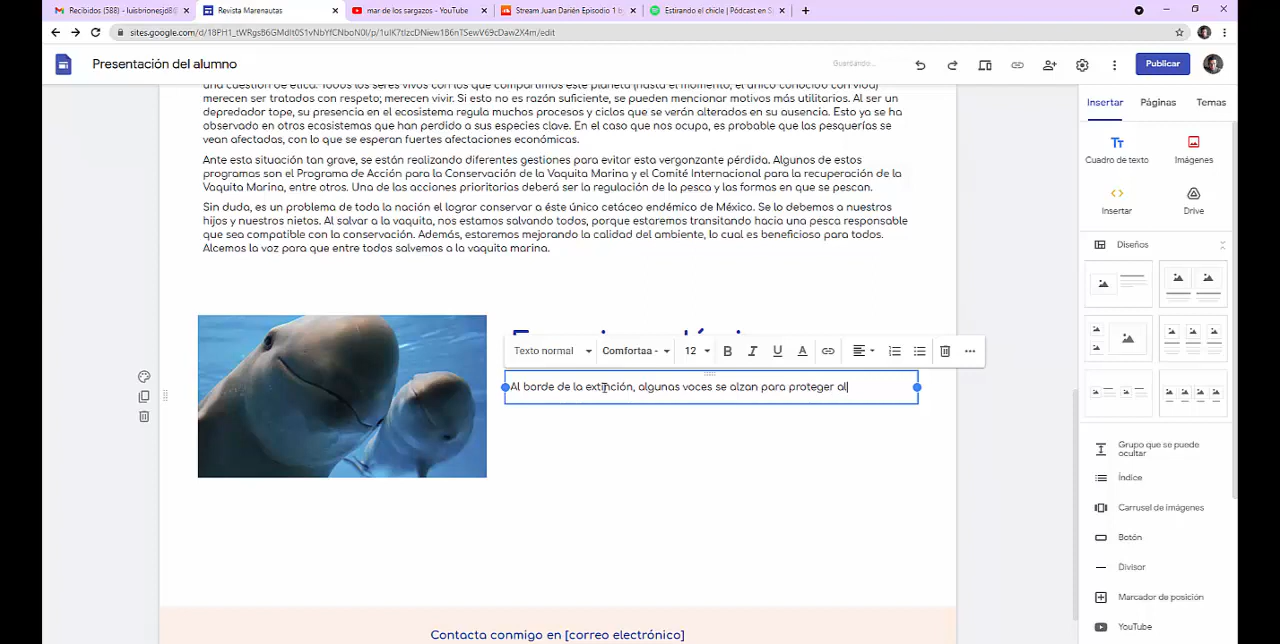 Recibidos (588) - luisbrionesjd8
Revista Marenautas
mar de los sargazos - YouTube
Stream Juan Darién Episodio 1 by
Estirando el chicle | Pódcast en S
sites.google.com/d/18PH1_tWRgs86GMdIt0S1vNbYfCNboN0I/p/1uIK7tIzcDNiew1B6nTSewV69cDaw2X4m/edit
Presentación del alumno
Guardando...
Publicar
Insertar
Páginas
Temas
una cuestión de ética. Todos los seres vivos con los que compartimos este planeta (hasta el momento, el único conocido con vida)
merecen ser tratados con respeto; merecen vivir. Si esto no es razón suficiente, se pueden mencionar motivos más utilitarios. Al ser un
depredador tope, su presencia en el ecosistema regula muchos procesos y ciclos que se verán alterados en su ausencia. Esto ya se ha
observado en otros ecosistemas que han perdido a sus especies clave. En el caso que nos ocupa, es probable que las pesquerías se
vean afectadas, con lo que se esperan fuertes afectaciones económicas.
Ante esta situación tan grave, se están realizando diferentes gestiones para evitar esta vergonzante pérdida. Algunos de estos
programas son el Programa de Acción para la Conservación de la Vaquita Marina y el Comité Internacional para la recuperación de la
Vaquita Marina, entre otros. Una de las acciones prioritarias deberá ser la regulación de la pesca y las formas en que se pescan.
Sin duda, es un problema de toda la nación el lograr conservar a éste único cetáceo endémico de México. Se lo debemos a nuestros
hijos y nuestros nietos. Al salvar a la vaquita, nos estamos salvando todos, porque estaremos transitando hacia una pesca responsable
que sea compatible con la conservación. Además, estaremos mejorando la calidad del ambiente, lo cual es beneficioso para todos.
Alcemos la voz para que entre todos salvemos a la vaquita marina.
Texto normal
Comfortaa -
12
Al borde de la extinción, algunas voces se alzan para proteger al
Contacta conmigo en [correo electrónico]
Cuadro de texto
Imágenes
Insertar
Drive
Diseños
Grupo que se puede
ocultar
Índice
Carrusel de imágenes
Botón
Divisor
Marcador de posición
YouTube